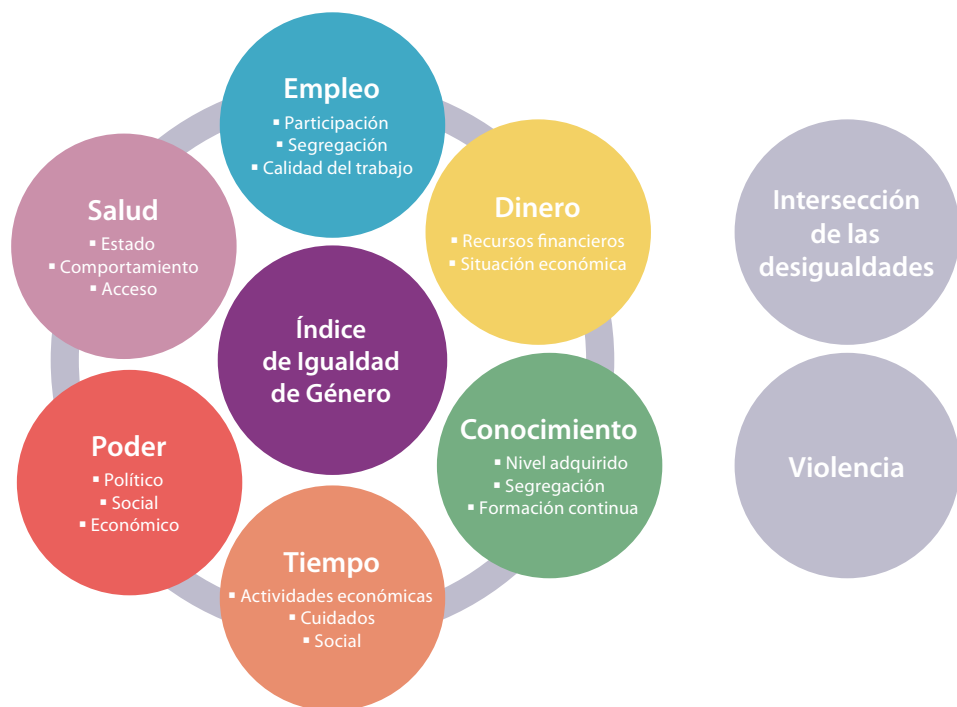 Empleo
▪ Participación
▪ Segregación
▪ Calidad del trabajo
Dinero
▪ Recursos financieros
▪ Situación económica
Conocimiento
▪ Nivel adquirido
▪ Segregación
▪ Formación continua
Tiempo
▪ Actividades económicas
▪ Cuidados
▪ Social
Poder
▪ Político
▪ Social
▪ Económico
Salud
▪ Estado
▪ Comportamiento
▪ Acceso
Índice
de Igualdad
de Género
Intersección
de las
desigualdades
Violencia